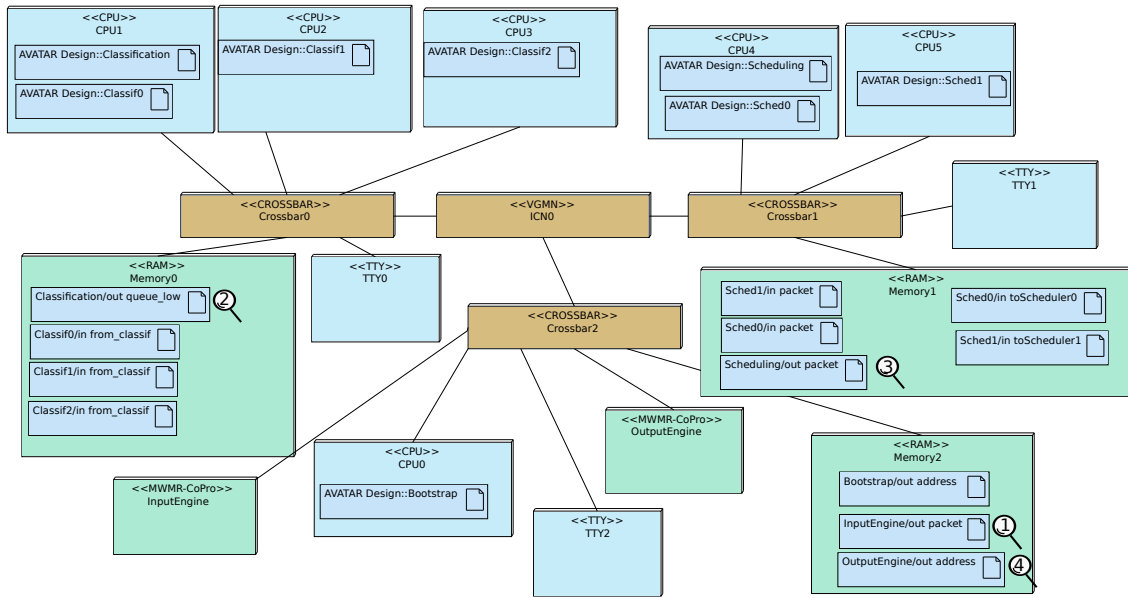 <<CPU>>
CPU1
AVATAR Design::Classification
AVATAR Design::Classif0
<<CPU>>
CPU2
AVATAR Design::Classif1
<<CPU>>
CPU3
AVATAR Design::Classif2
<<CPU>>
CPU4
AVATAR Design::Scheduling
AVATAR Design::Sched0
<<CPU>>
CPU5
AVATAR Design::Sched1
<<CROSSBAR>>
Crossbar0
<<VGMN>>
ICN0
<<CROSSBAR>>
Crossbar1
<<TTY>>
TTY1
<<RAM>>
Memory0
Classification/out queue_low
2
Classif0/in from_classif
Classif1/in from_classif
Classif2/in from_classif
<<TTY>>
TTY0
<<CROSSBAR>>
Crossbar2
<<RAM>>
Memory1
Sched1/in packet
Sched0/in packet
Scheduling/out packet
3
Sched0/in toScheduler0
Sched1/in toScheduler1
<<MWMR-CoPro>>
InputEngine
<<CPU>>
CPU0
AVATAR Design::Bootstrap
<<TTY>>
TTY2
<<MWMR-CoPro>>
OutputEngine
<<RAM>>
Memory2
Bootstrap/out address
InputEngine/out packet
1
OutputEngine/out address
4